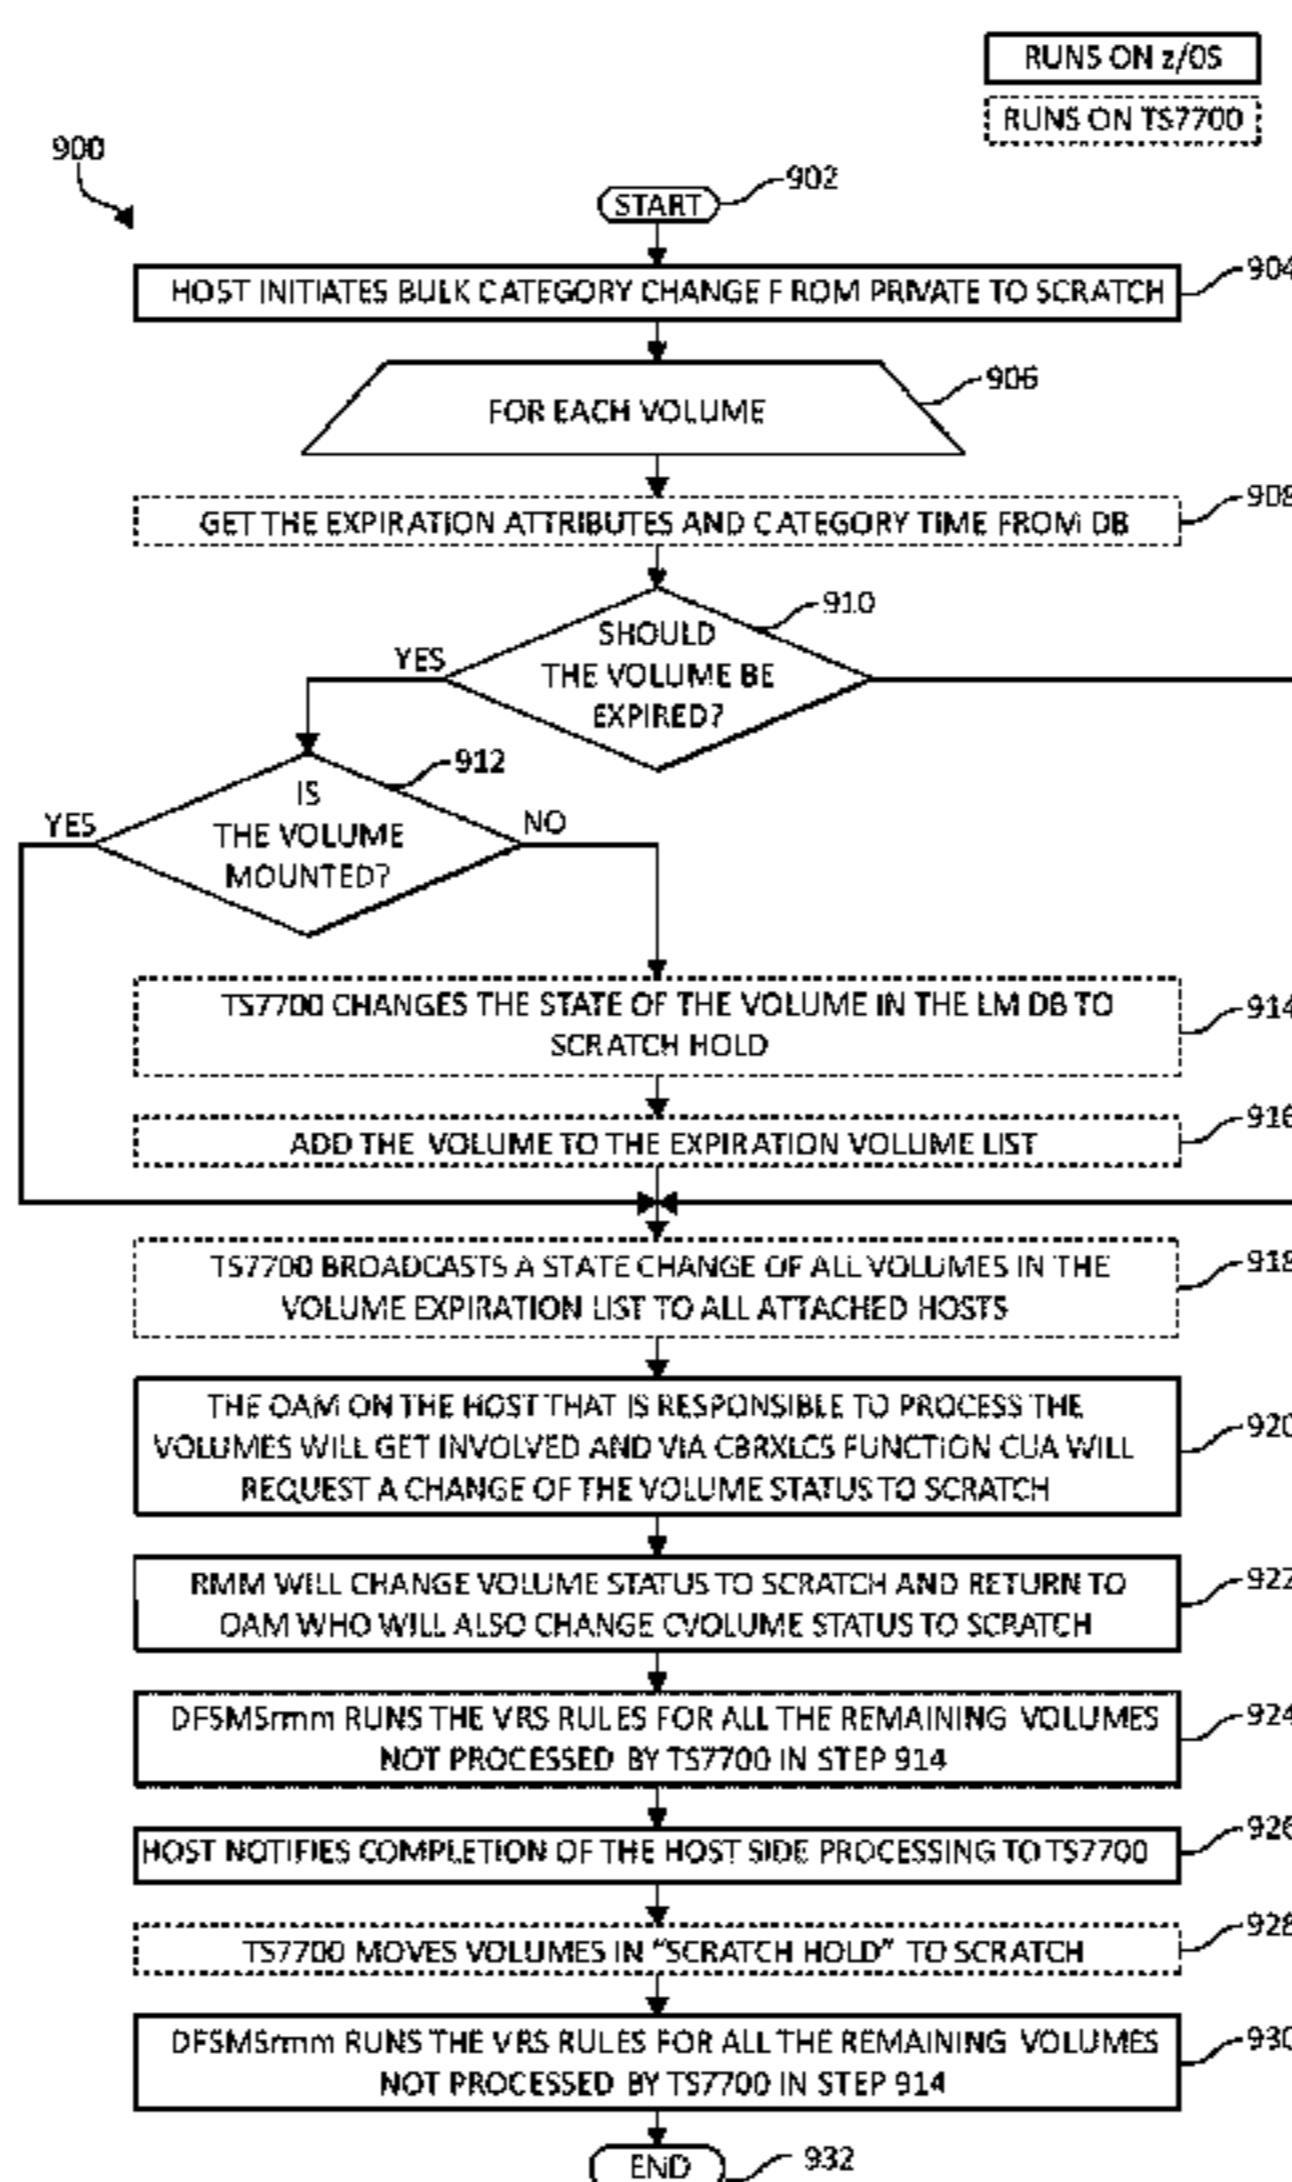 RUNS ON z/OS
RUNS ON TS7700
900
902
START
904
HOST INITIATES BULK CATEGORY CHANGE F ROM PRIVATE TO SCRATCH
906
FOR EACH VOLUME
908
GET THE EXPIRATION ATTRIBUTES AND C ATEGORY TIME FROM DB
910
SHOULD
THE VOLUME BE
EXPIRED?
YES
912
IS
THE VOLUME
MOUNTED?
YES
NO
914
TS7700 CHANGES THE STATE OF THE VOLUME IN THE LM DB TO
SCRATCH HOLD
916
ADD THE VOLUME TO THE EXPIRATION VOLUME LIST
918
TS7700 BROADCASTS A STATE CHANGE OF ALL VOLUMES IN THE
VOLUME EXPIRATION LIST TO ALL ATTACHED HOSTS
920
THE OAM ON THE HOST THAT IS RESPONSIBLE TO PROCESS THE
VOLUMES WILL GET INVOLVED AND VIA CBRXLCS FUNCTION CUA WILL
REQUEST A CHANGE OF THE VOLUME STATUS TO SCRATCH
922
RMM WILL CHANGE VOLUME STATUS TO SCRATCH AND RETURN TO
OAM WHO WILL ALSO CHANGE CVOLUME STATUS TO SCRATCH
924
DFSMSrmm RUNS THE VRS RULES FOR ALL THE REMAINING VOLUMES
NOT PROCESSED BY TS7700 IN STEP 914
926
HOST NOTIFIES COMPLETION OF THE HOST SIDE PROCESSING TO TS7700
928
TS7700 MOVES VOLUMES IN “SCRATCH HOLD” TO SCRATCH
930
DFSMSrmm RUNS THE VRS RULES FOR ALL THE REMAINING VOLUMES
NOT PROCESSED BY TS7700 IN STEP 914
END
932